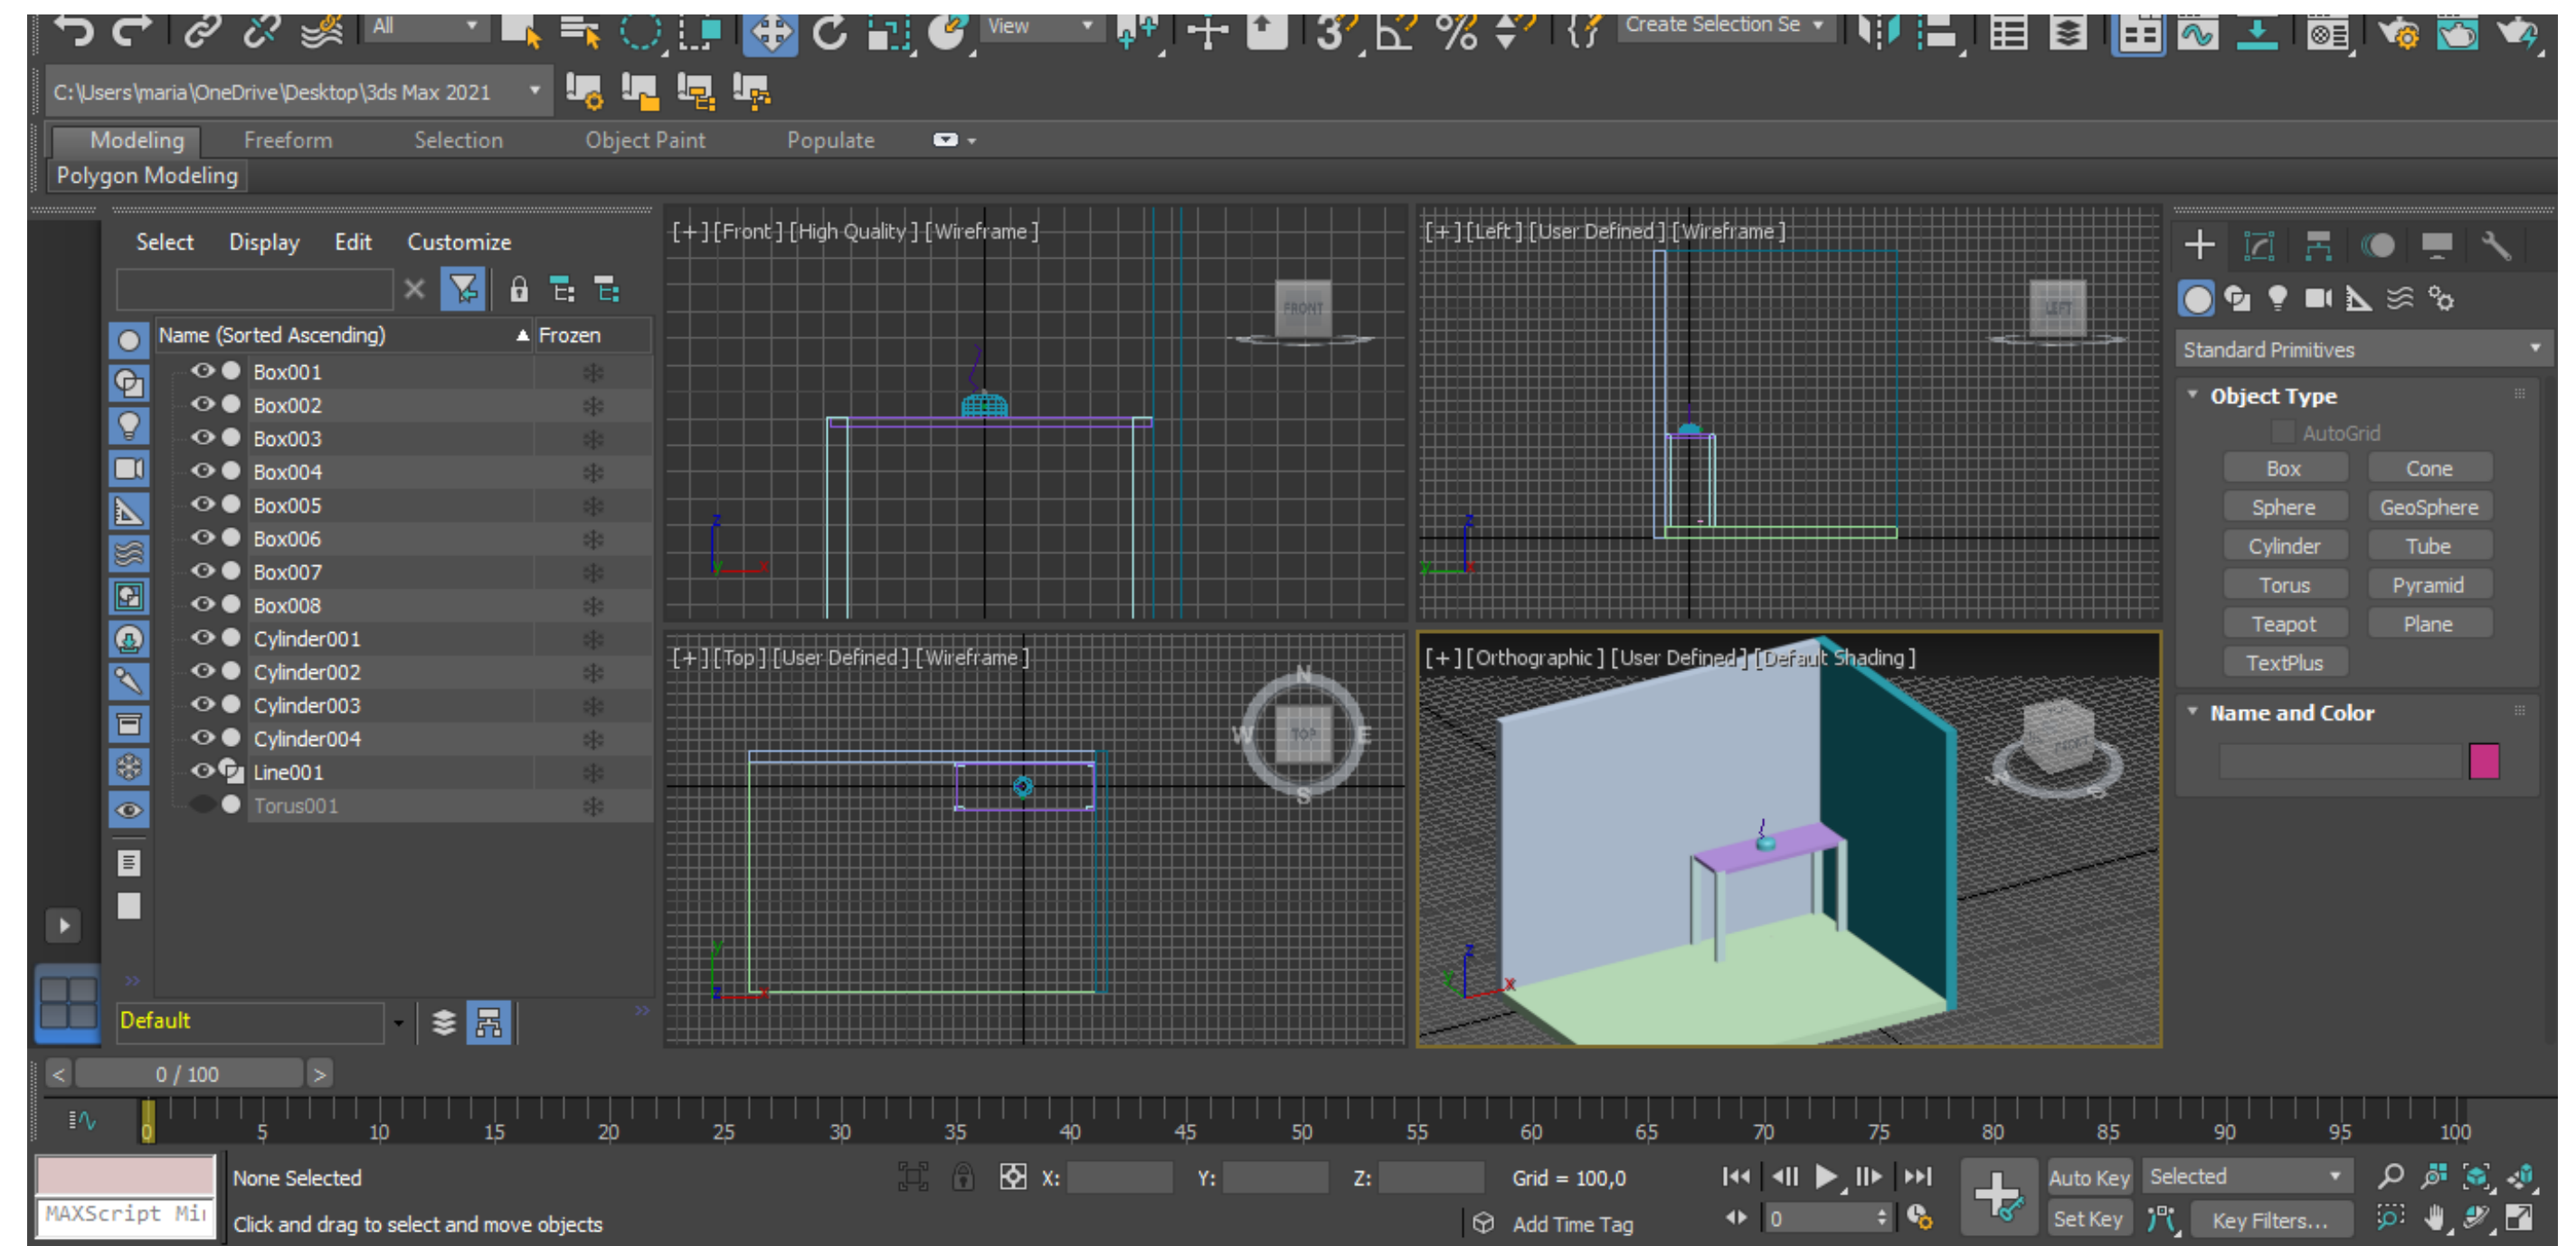 All
View
Create Selection Se
C:\Users\maria\OneDrive\Desktop\3ds Max 2021
Modeling Freeform Selection Object Paint Populate
Polygon Modeling
Select Display Edit Customize
Name (Sorted Ascending) Frozen
Box001
Box002
Box003
Box004
Box005
Box006
Box007
Box008
Cylinder001
Cylinder002
Cylinder003
Cylinder004
Line001
Torus001
Default
[+][Front][High Quality][Wireframe]
FRONT
z
y x
[+][Left][User Defined][Wireframe]
LEFT
z
y x
[+][Top][User Defined][Wireframe]
N
W TOP E
S
y
z x
[+][Orthographic][User Defined][Default Shading]
z
y x
Standard Primitives
Object Type
AutoGrid
Box Cone
Sphere GeoSphere
Cylinder Tube
Torus Pyramid
Teapot Plane
TextPlus
Name and Color
< 0 / 100 >
0 5 10 15 20 25 30 35 40 45 50 55 60 65 70 75 80 85 90 95 100
None Selected X: Y: Z: Grid = 100,0 Auto Key Selected
MAXScript Mi
Click and drag to select and move objects Add Time Tag 0 Set Key Key Filters...